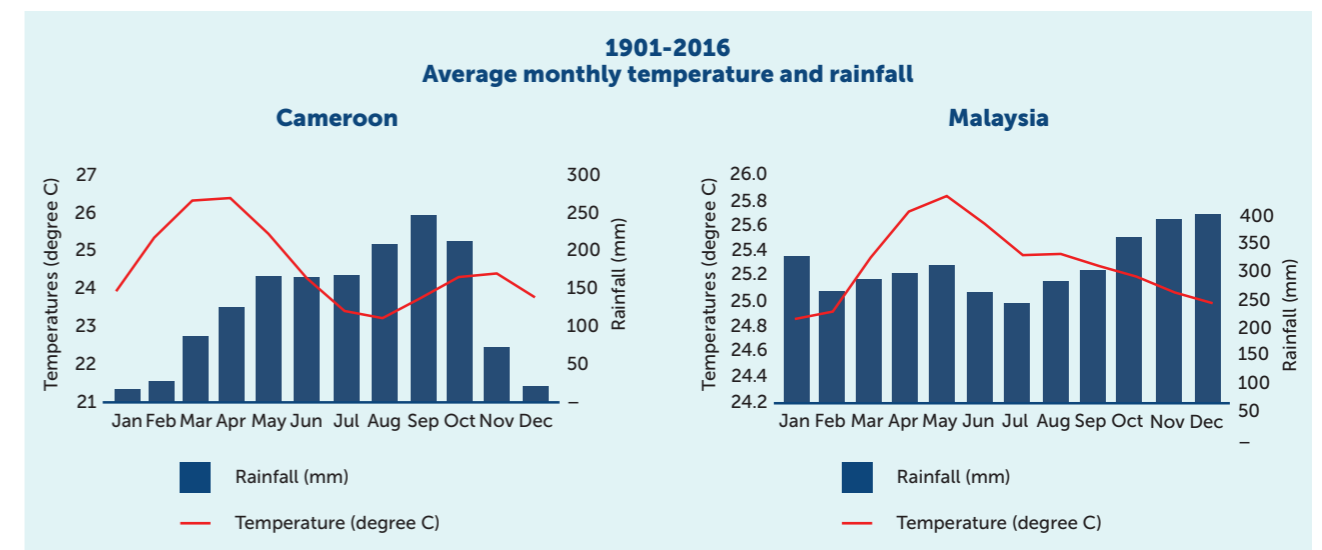 1901-2016
Average monthly temperature and rainfall
Cameroon
Temperatures (degree C)
27
26
25
24
23
22
21
300
250
200
150
100
50
–
Rainfall (mm)
Jan Feb Mar Apr May Jun Jul Aug Sep Oct Nov Dec
Rainfall (mm)
Temperature (degree C)
Malaysia
Temperatures (degree C)
26.0
25.8
25.6
25.4
25.2
25.0
24.8
24.6
24.4
24.2
400
350
300
250
200
150
100
50
–
Rainfall (mm)
Jan Feb Mar Apr May Jun Jul Aug Sep Oct Nov Dec
Rainfall (mm)
Temperature (degree C)